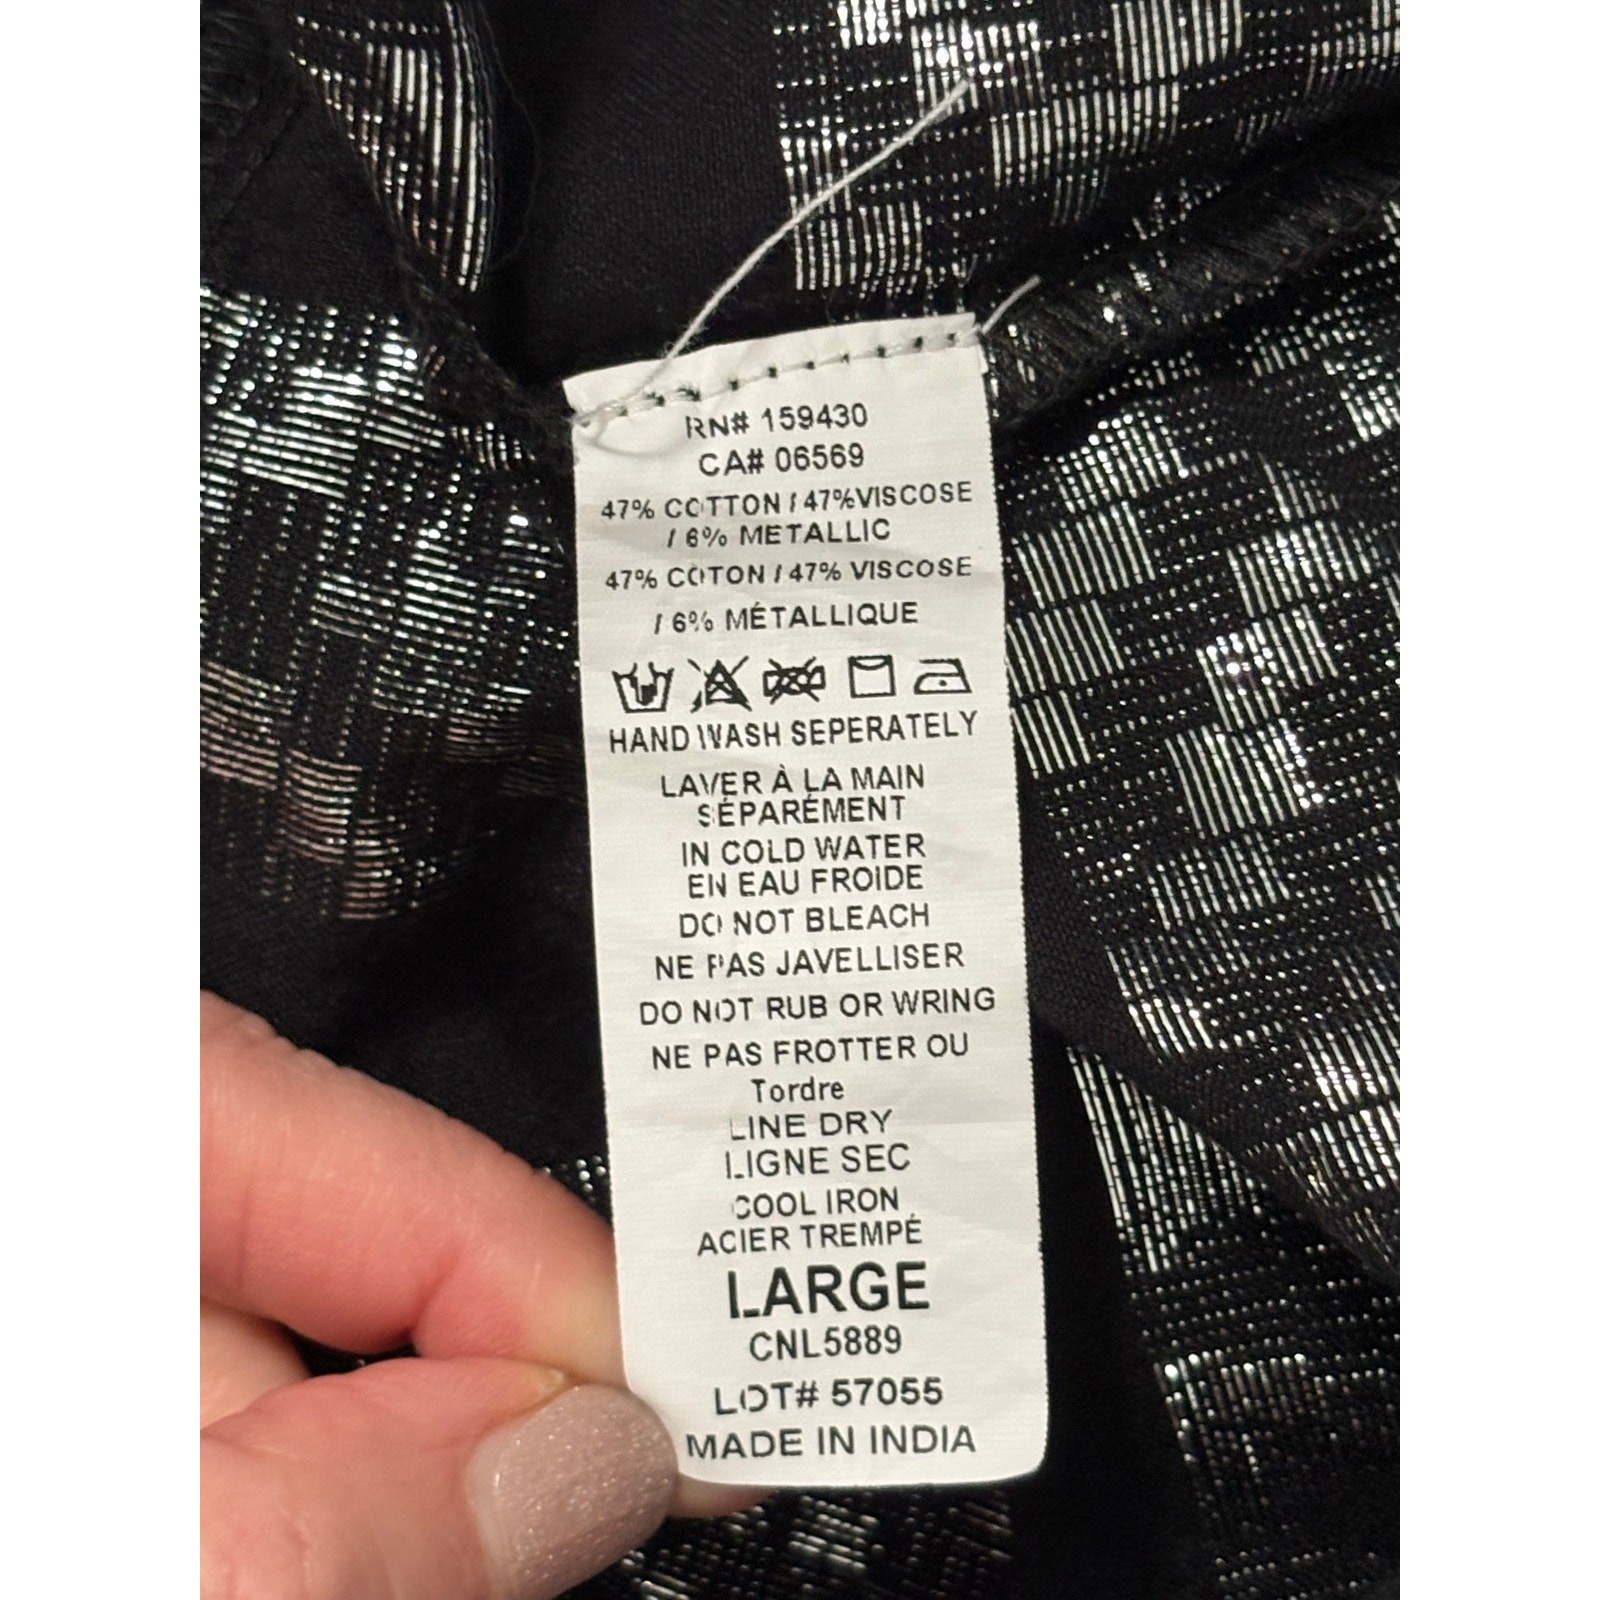 RN# 159430
CA# 06569
47% COTTON / 47%VISCOSE
/ 6% METALLIC
47% COTON / 47% VISCOSE
/ 6% MÉTALLIQUE
HAND WASH SEPERATELY
LAVER À LA MAIN
SÉPARÉMENT
IN COLD WATER
EN EAU FROIDE
DO NOT BLEACH
NE PAS JAVELLISER
DO NOT RUB OR WRING
NE PAS FROTTER OU
Tordre
LINE DRY
LIGNE SEC
COOL IRON
ACIER TREMPÉ
LARGE
CNL5889
LOT# 57055
MADE IN INDIA